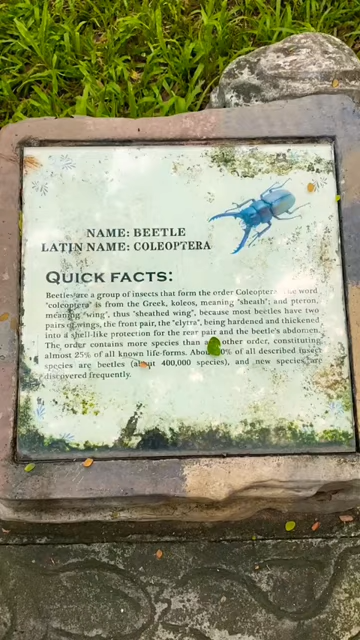 NAME: BEETLE
LATIN NAME: COLEOPTERA
QUICK FACTS:
Beetles are a group of insects that form the order Coleoptera. The word
"coleoptera" is from the Greek, koleos, meaning "sheath"; and pteron,
meaning "wing", thus "sheathed wing", because most beetles have two
pairs of wings, the front pair, the "elytra", being hardened and thickened
into a shell-like protection for the rear pair and the beetle's abdomen.
The order contains more species than any other order, constituting
almost 25% of all known life-forms. About 0% of all described insect
species are beetles (about 400,000 species), and new species are
discovered frequently.